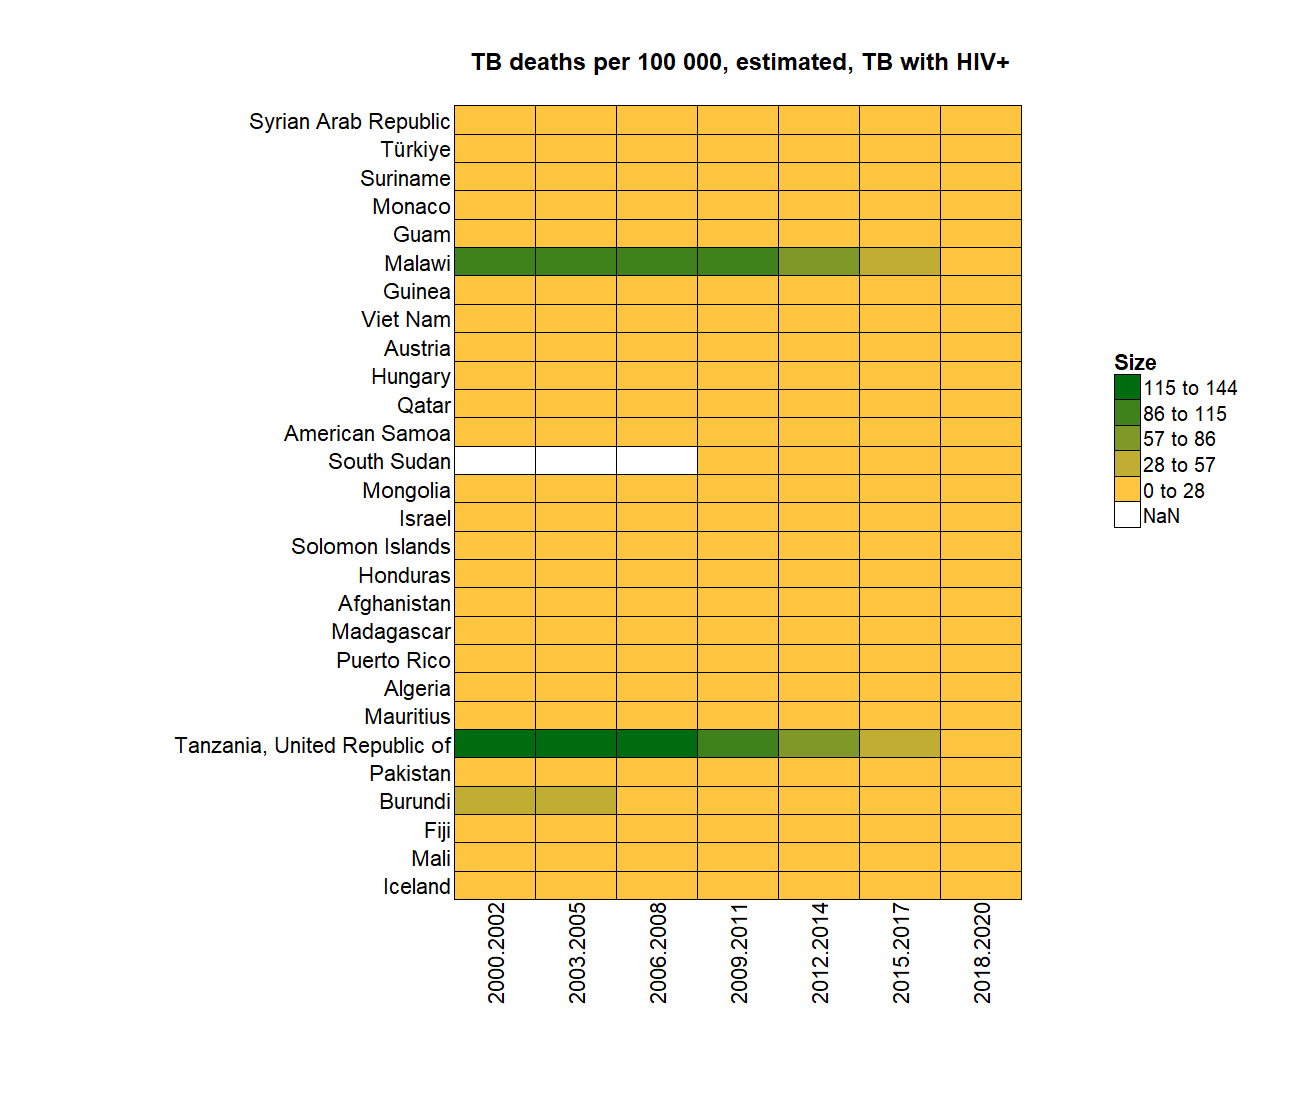 TB deaths per 100 000, estimated, TB with HIV+
Syrian Arab Republic
Türkiye
Suriname
Monaco
Guam
Malawi
Guinea
Viet Nam
Austria
Hungary
Qatar
American Samoa
South Sudan
Mongolia
Israel
Solomon Islands
Honduras
Afghanistan
Madagascar
Puerto Rico
Algeria
Mauritius
Tanzania, United Republic of
Pakistan
Burundi
Fiji
Mali
Iceland
2000.2002
2003.2005
2006.2008
2009.2011
2012.2014
2015.2017
2018.2020
Size
115 to 144
86 to 115
57 to 86
28 to 57
0 to 28
NaN